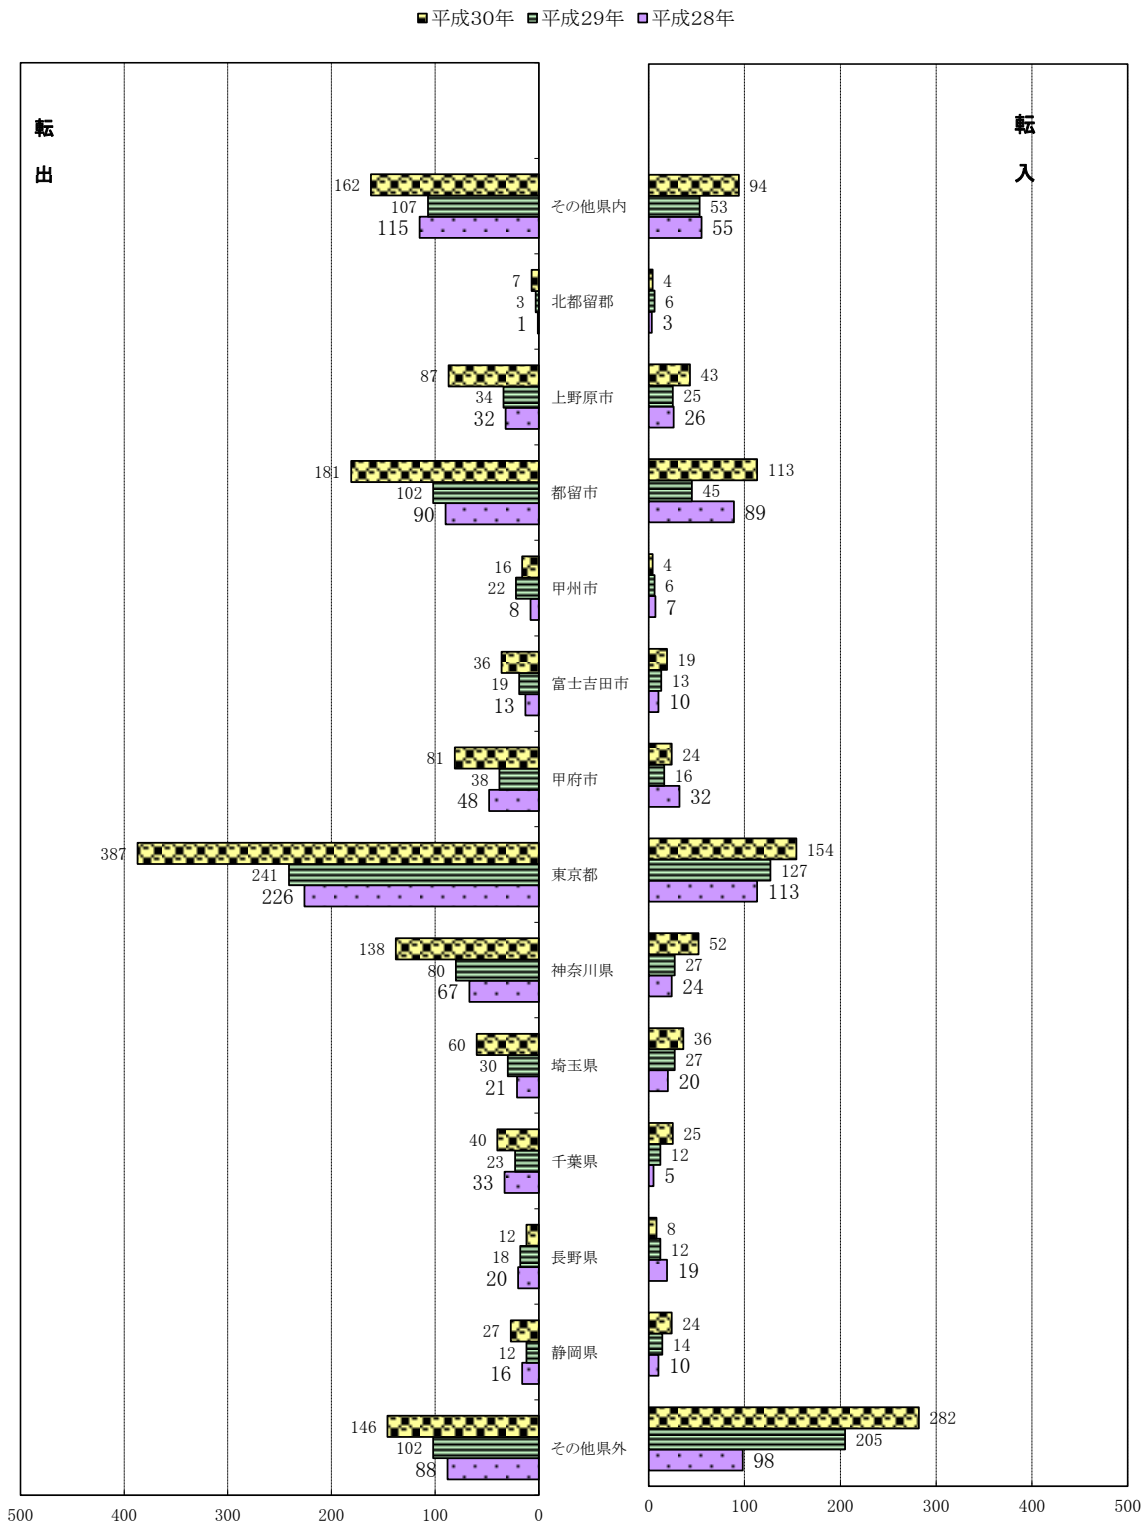 平成30年 平成29年 平成28年
転出
転入
162 その他県内 94
107 53
115 55
7 北都留郡 4
3 6
1 3
87 上野原市 43
34 25
32 26
181 都留市 113
102 45
90 89
16 甲州市 4
22 6
8 7
36 富士吉田市 19
19 13
13 10
81 甲府市 24
38 16
48 32
387 東京都 154
241 127
226 113
138 神奈川県 52
80 27
67 24
60 埼玉県 36
30 27
21 20
40 千葉県 25
23 12
33 5
12 長野県 8
18 12
20 19
27 静岡県 24
12 14
16 10
146 その他県外 282
102 205
88 98
500 400 300 200 100 0 0 100 200 300 400 500